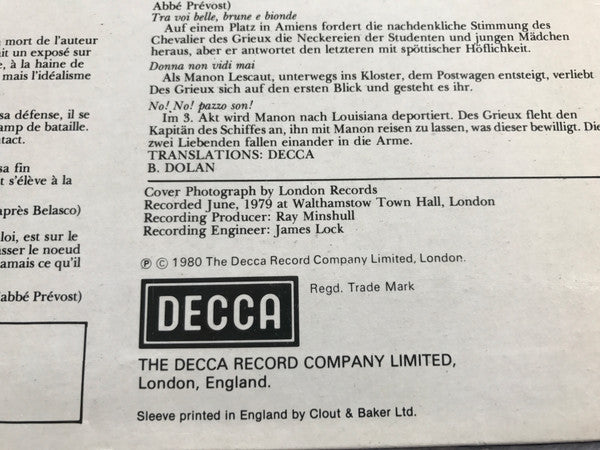 n mort de l'auteur
it un exposé sur
e, à la haine de
mais l'idéalisme
sa défense, il se
amp de bataille.
tact.
sa fin
t s'élève à la
après Belasco)
loi, est sur le
sser le noeud
amais ce qu'il
'abbé Prévost)
Abbé Prévost)
Tra voi belle, brune e bionde
Auf einem Platz in Amiens fordert die nachdenkliche Stimmung des
Chevalier des Grieux die Neckereien der Studenten und jungen Mädchen
heraus, aber er antwortet den letzteren mit spöttischer Höflichkeit.
Donna non vidi mai
Als Manon Lescaut, unterwegs ins Kloster, dem Postwagen entsteigt, verliebt
Des Grieux sich auf den ersten Blick und gesteht es ihr.
No! No! pazzo son!
Im 3. Akt wird Manon nach Louisiana deportiert. Des Grieux fleht den
Kapitän des Schiffes an, ihn mit Manon reisen zu lassen, was dieser bewilligt. Die
zwei Liebenden fallen einander in die Arme.
TRANSLATIONS: DECCA
B. DOLAN
Cover Photograph by London Records
Recorded June, 1979 at Walthamstow Town Hall, London
Recording Producer: Ray Minshull
Recording Engineer: James Lock
℗ © 1980 The Decca Record Company Limited, London.
DECCA
Regd. Trade Mark
THE DECCA RECORD COMPANY LIMITED,
London, England.
Sleeve printed in England by Clout & Baker Ltd.